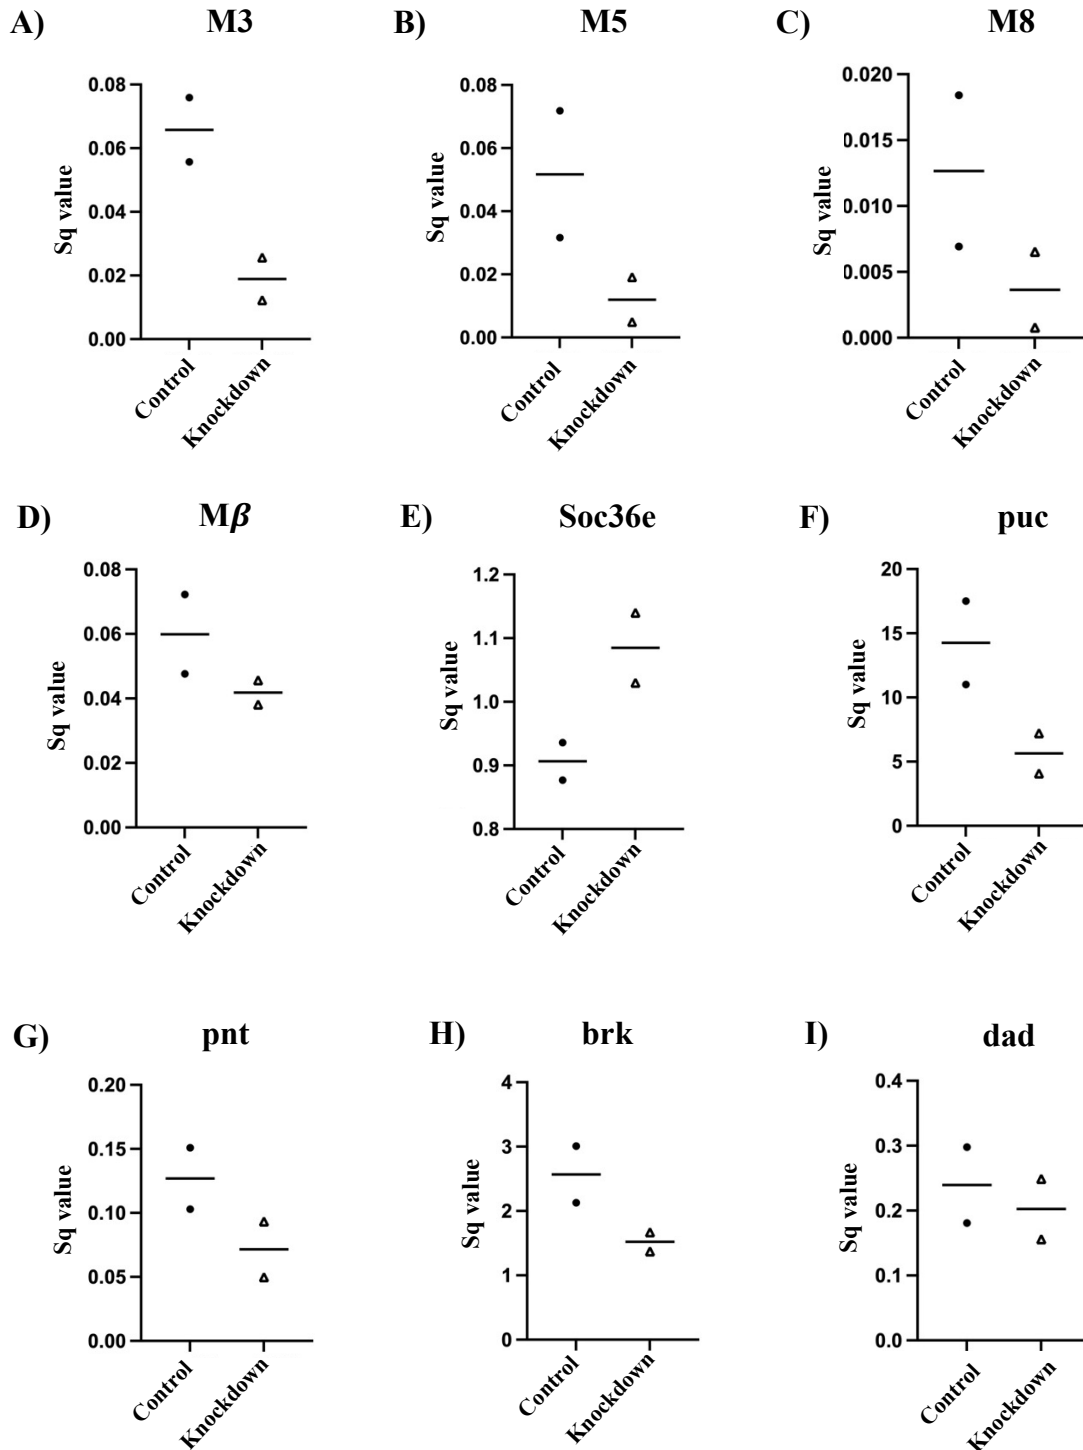 A) M3
Sq value
0.08
0.06
0.04
0.02
0.00
Control
Knockdown
B) M5
Sq value
0.08
0.06
0.04
0.02
0.00
Control
Knockdown
C) M8
Sq value
0.020
0.015
0.010
0.005
0.000
Control
Knockdown
D) Mβ
Sq value
0.08
0.06
0.04
0.02
0.00
Control
Knockdown
E) Soc36e
Sq value
1.2
1.1
1.0
0.9
0.8
Control
Knockdown
F) puc
Sq value
20
15
10
5
0
Control
Knockdown
G) pnt
Sq value
0.20
0.15
0.10
0.05
0.00
Control
Knockdown
H) brk
Sq value
4
3
2
1
0
Control
Knockdown
I) dad
Sq value
0.4
0.3
0.2
0.1
0.0
Control
Knockdown